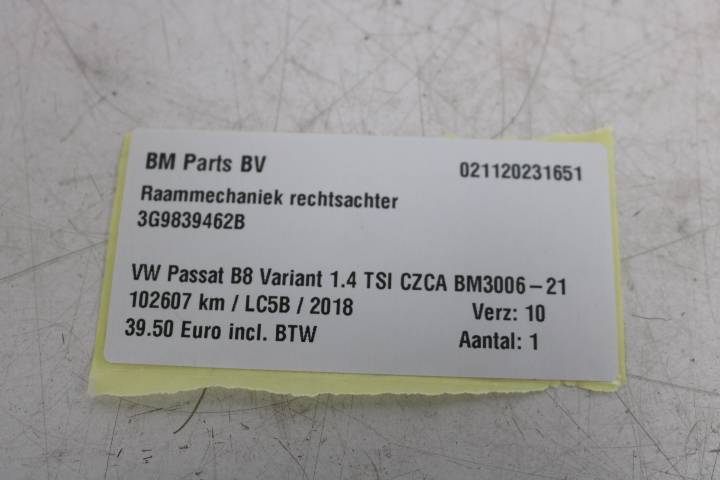 BM Parts BV 021120231651
Raammechaniek rechtsachter
3G9839462B
VW Passat B8 Variant 1.4 TSI CZCA BM3006-21
102607 km / LC5B / 2018 Verz: 10
39.50 Euro incl. BTW Aantal: 1